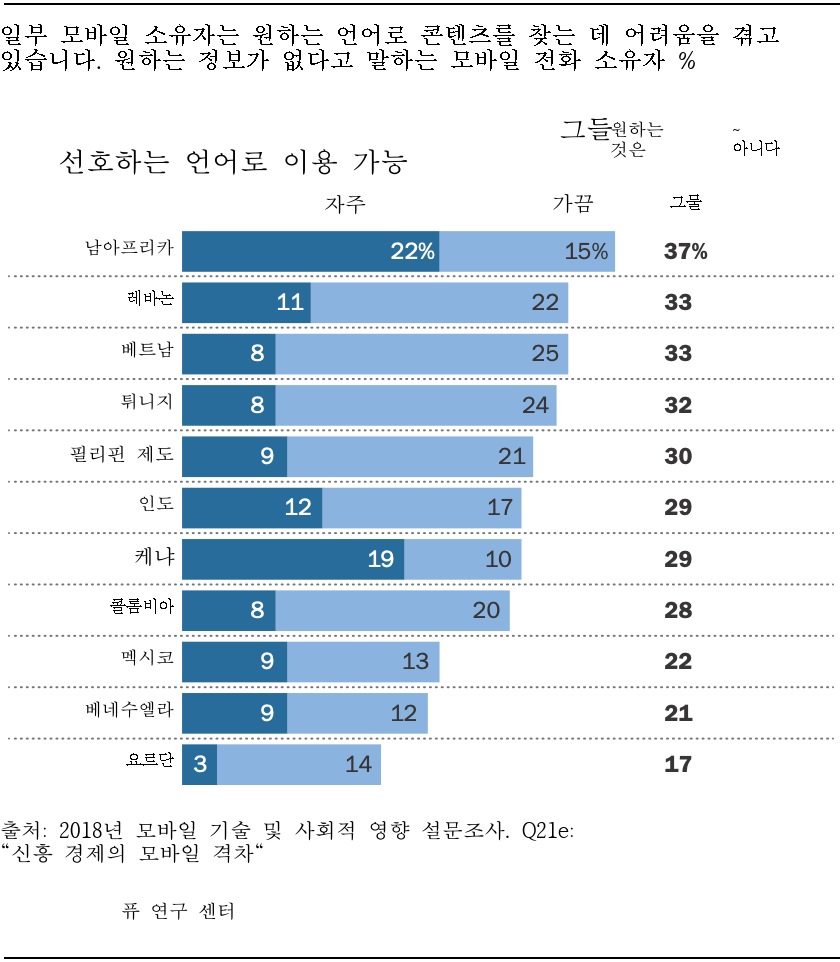 일부 모바일 소유자는 원하는 언어로 콘텐츠를 찾는 데 어려움을 겪고
있습니다. 원하는 정보가 없다고 말하는 모바일 전화 소유자 %
그들원하는 것은
~
아니다
선호하는 언어로 이용 가능
자주 가끔 그물
남아프리카 22% 15% 37%
레바논 11 22 33
베트남 8 25 33
튀니지 8 24 32
필리핀 제도 9 21 30
인도 12 17 29
케냐 19 10 29
콜롬비아 8 20 28
멕시코 9 13 22
베네수엘라 9 12 21
요르단 3 14 17
출처: 2018년 모바일 기술 및 사회적 영향 설문조사. Q21e:
“신흥 경제의 모바일 격차“
퓨 연구 센터